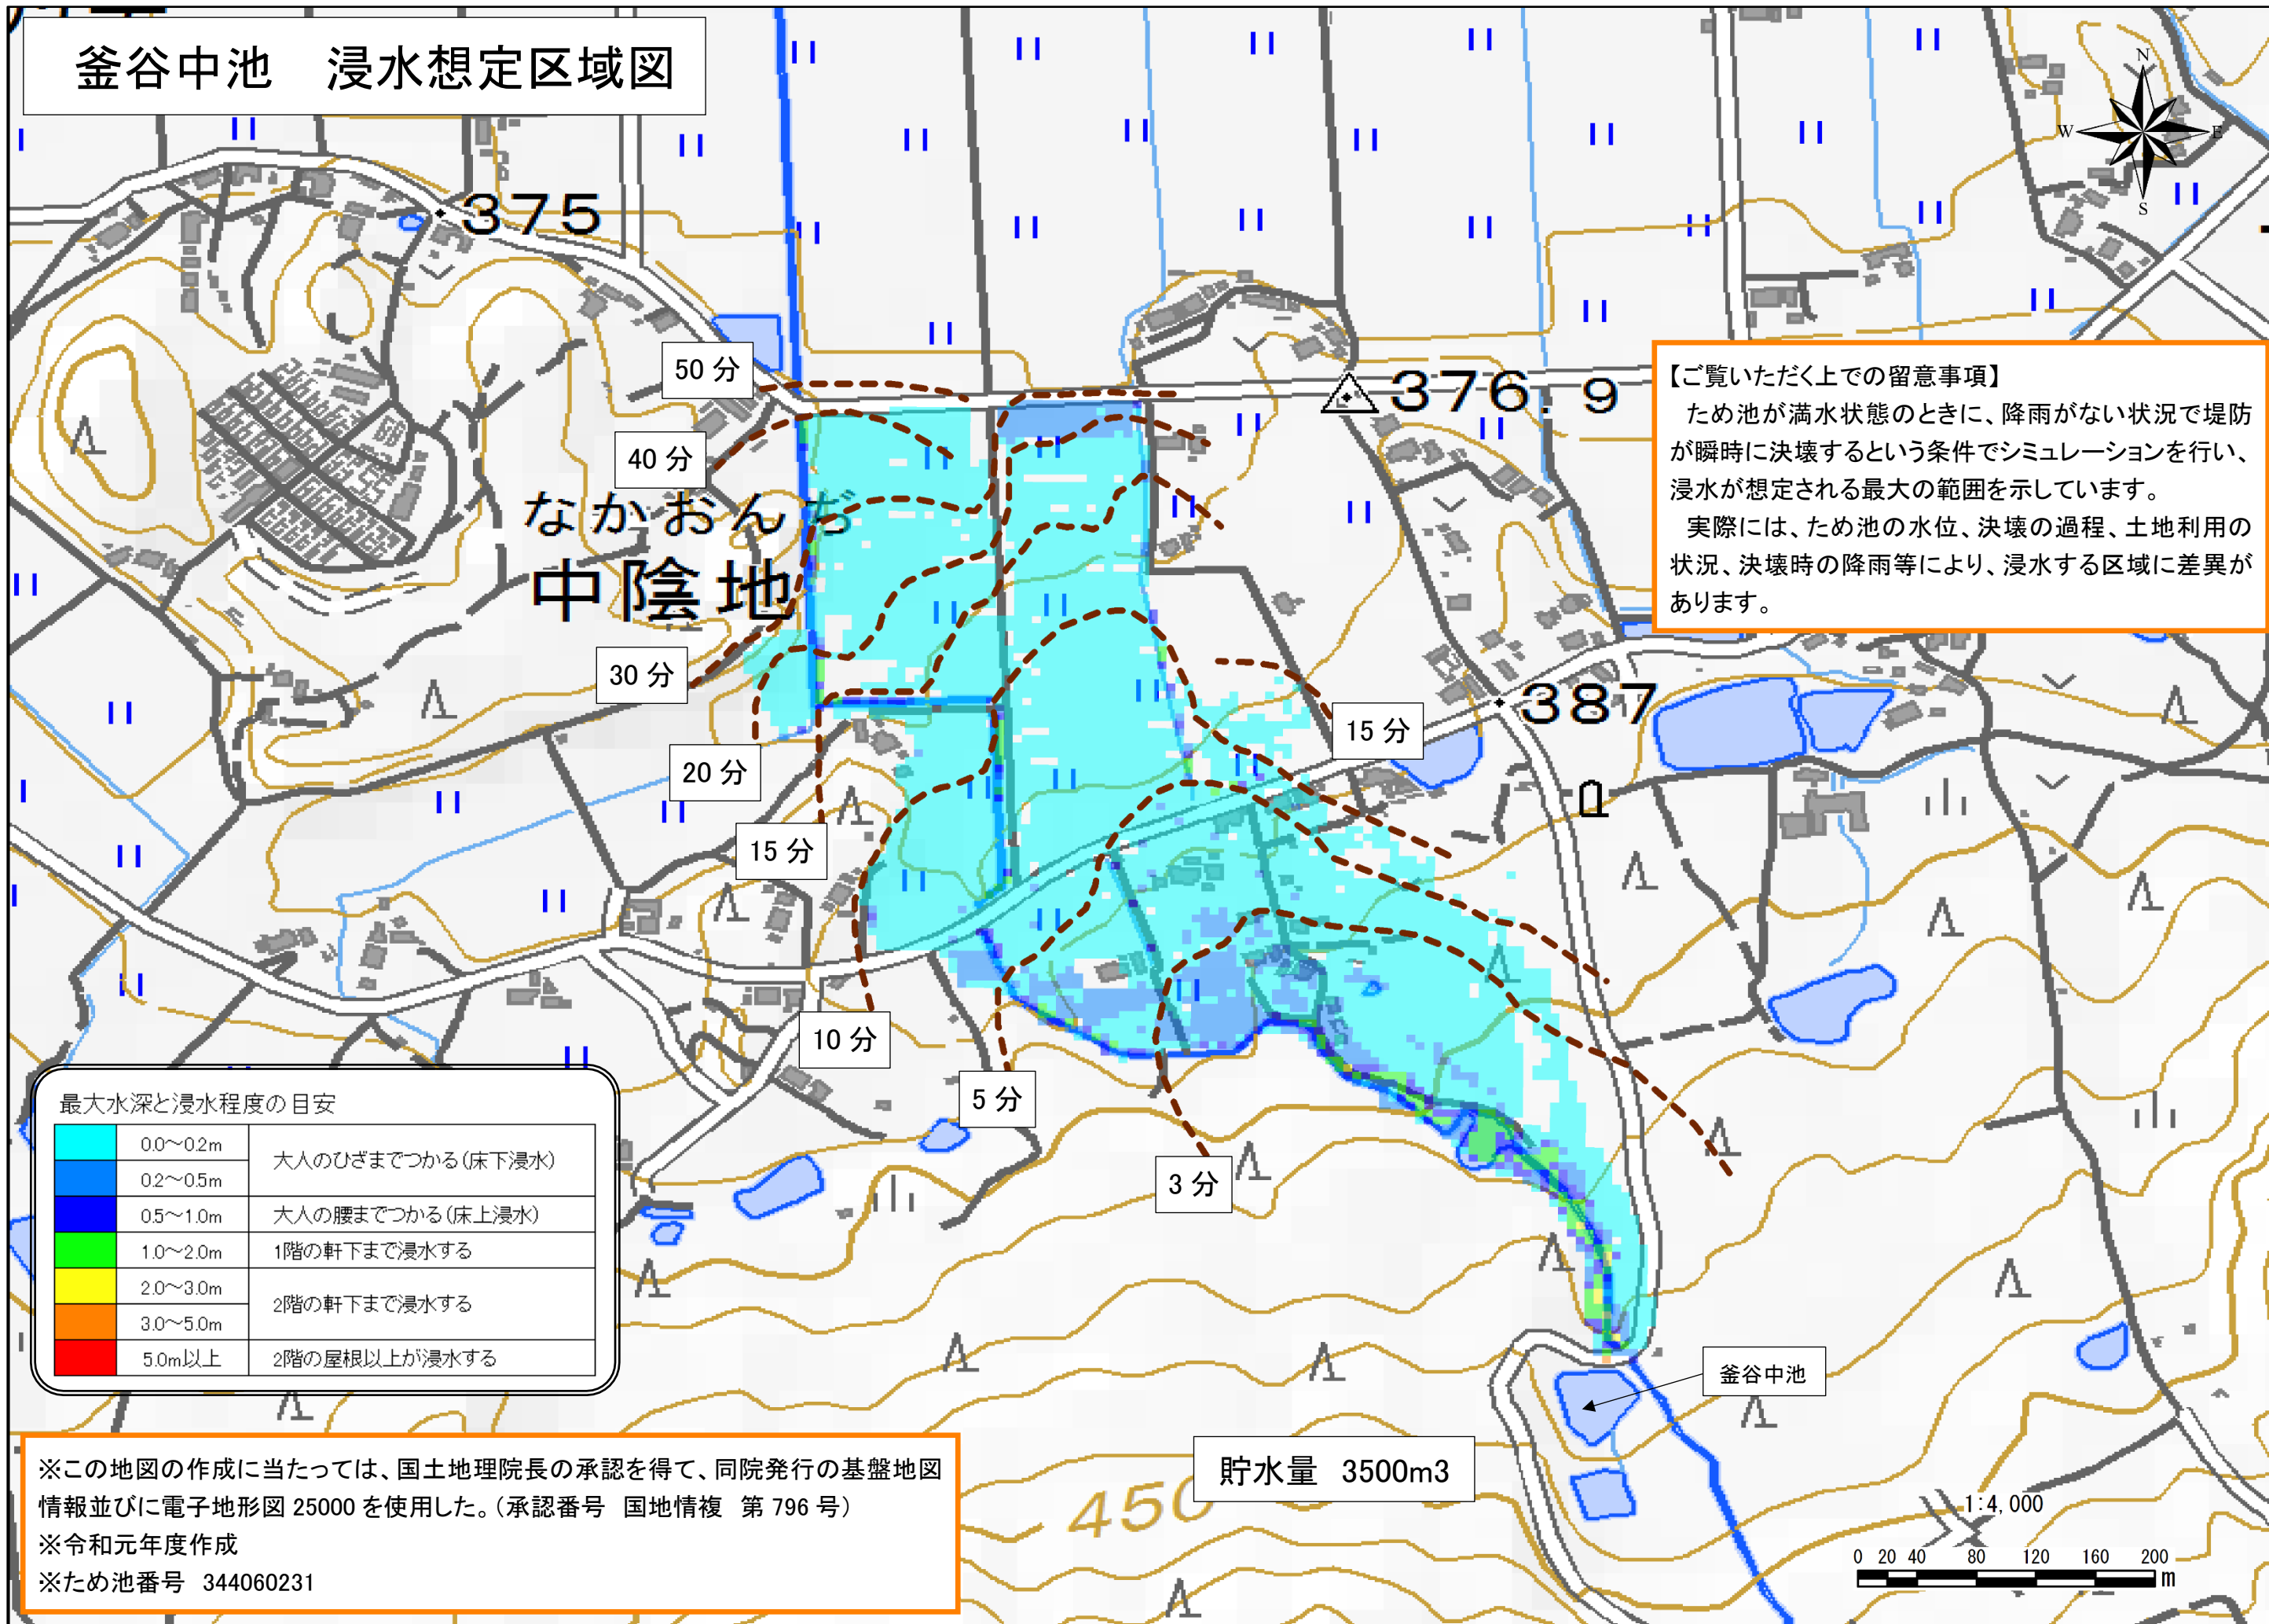 釜谷中池　浸水想定区域図
N
W
E
S
375
376.9
387
450
なかおんぢ
中陰地
50 分
40 分
30 分
20 分
15 分
10 分
5 分
3 分
15 分
【ご覧いただく上での留意事項】
ため池が満水状態のときに、降雨がない状況で堤防
が瞬時に決壊するという条件でシミュレーションを行い、
浸水が想定される最大の範囲を示しています。
実際には、ため池の水位、決壊の過程、土地利用の
状況、決壊時の降雨等により、浸水する区域に差異が
あります。
最大水深と浸水程度の目安
0.0～0.2m
大人のひざまでつかる(床下浸水)
0.2～0.5m
0.5～1.0m 大人の腰までつかる(床上浸水)
1.0～2.0m 1階の軒下まで浸水する
2.0～3.0m
2階の軒下まで浸水する
3.0～5.0m
5.0m以上 2階の屋根以上が浸水する
釜谷中池
貯水量 3500m3
※この地図の作成に当たっては、国土地理院長の承認を得て、同院発行の基盤地図
情報並びに電子地形図 25000 を使用した。（承認番号 国地情複 第 796 号）
※令和元年度作成
※ため池番号 344060231
1:4,000
0 20 40 80 120 160 200
m